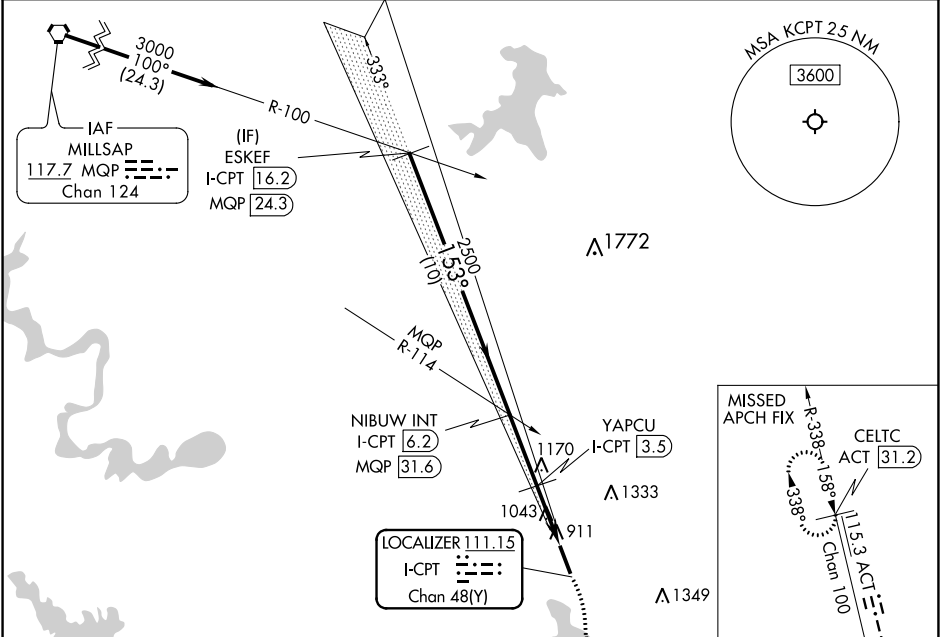 3000
100°
(24.3)
R-100
IAF
MILLSAP
117.7 MQP
Chan 124
(IF)
ESKEF
I-CPT 16.2
MQP 24.3
333°
MSA KCPT 25 NM
3600
1772
2500
153°
(10)
MQP
R-114
NIBUW INT
I-CPT 6.2
MQP 31.6
YAPCU
I-CPT 3.5
1170
1333
1043
911
LOCALIZER 111.15
I-CPT
Chan 48(Y)
1349
MISSED
APCH FIX
R-338
158°
CELTC
ACT 31.2
338°
115.3 ACT
Chan 100